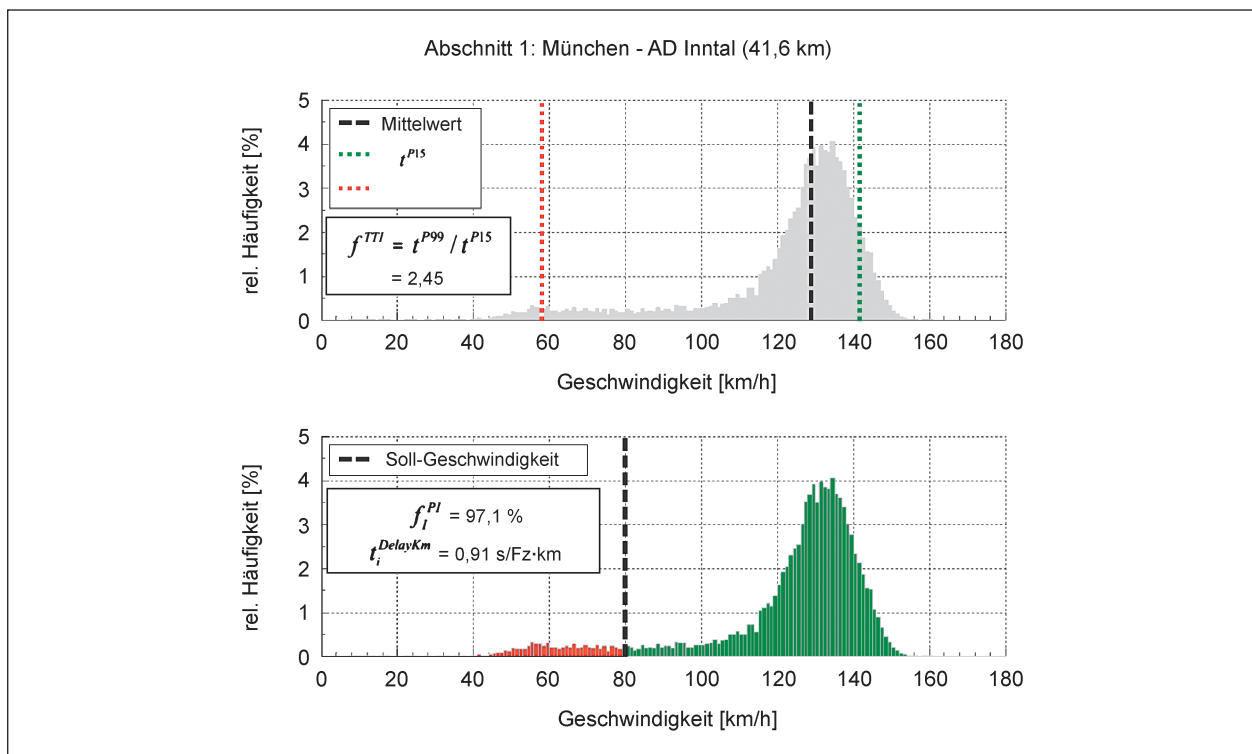 Abschnitt 1: München - AD Inntal (41,6 km)
rel. Häufigkeit [%]
5
4
3
2
1
0
Mittelwert
t^P15
f^TTI = t^P99 / t^P15
= 2,45
0 20 40 60 80 100 120 140 160 180
Geschwindigkeit [km/h]
rel. Häufigkeit [%]
5
4
3
2
1
0
Soll-Geschwindigkeit
f_I^PI = 97,1 %
t_i^DelayKm = 0,91 s/Fz·km
0 20 40 60 80 100 120 140 160 180
Geschwindigkeit [km/h]